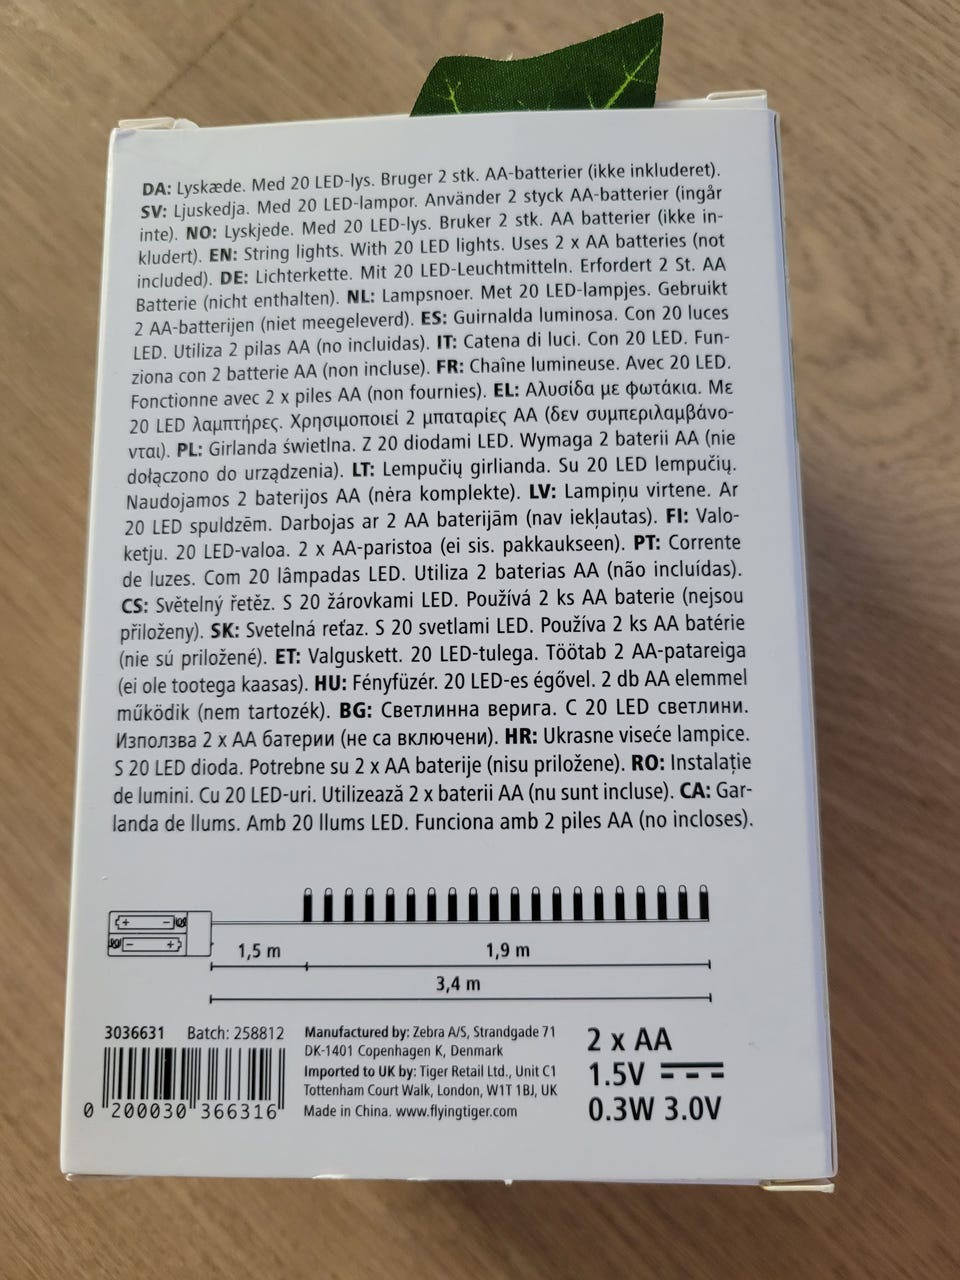 DA: Lyskæde. Med 20 LED-lys. Bruger 2 stk. AA-batterier (ikke inkluderet).
SV: Ljuskedja. Med 20 LED-lampor. Använder 2 styck AA-batterier (ingår
inte). NO: Lyskjede. Med 20 LED-lys. Bruker 2 stk. AA batterier (ikke in-
kludert). EN: String lights. With 20 LED lights. Uses 2 x AA batteries (not
included). DE: Lichterkette. Mit 20 LED-Leuchtmitteln. Erfordert 2 St. AA
Batterie (nicht enthalten). NL: Lampsnoer. Met 20 LED-lampjes. Gebruikt
2 AA-batterijen (niet meegeleverd). ES: Guirnalda luminosa. Con 20 luces
LED. Utiliza 2 pilas AA (no incluidas). IT: Catena di luci. Con 20 LED. Fun-
ziona con 2 batterie AA (non incluse). FR: Chaîne lumineuse. Avec 20 LED.
Fonctionne avec 2 x piles AA (non fournies). EL: Αλυσίδα με φωτάκια. Με
20 LED λαμπτήρες. Χρησιμοποιεί 2 μπαταρίες AA (δεν συμπεριλαμβάνο-
νται). PL: Girlanda świetlna. Z 20 diodami LED. Wymaga 2 baterii AA (nie
dołączono do urządzenia). LT: Lempučių girlianda. Su 20 LED lempučių.
Naudojamos 2 baterijos AA (nėra komplekte). LV: Lampiņu virtene. Ar
20 LED spuldzēm. Darbojas ar 2 AA baterijām (nav iekļautas). FI: Valo-
ketju. 20 LED-valoa. 2 x AA-paristoa (ei sis. pakkaukseen). PT: Corrente
de luzes. Com 20 lâmpadas LED. Utiliza 2 baterias AA (não incluídas).
CS: Světelný řetěz. S 20 žárovkami LED. Používá 2 ks AA baterie (nejsou
přiloženy). SK: Svetelná reťaz. S 20 svetlami LED. Používa 2 ks AA batérie
(nie sú priložené). ET: Valguskett. 20 LED-tulega. Töötab 2 AA-patareiga
(ei ole tootega kaasas). HU: Fényfüzér. 20 LED-es égővel. 2 db AA elemmel
működik (nem tartozék). BG: Светлинна верига. С 20 LED светлини.
Използва 2 x AA батерии (не са включени). HR: Ukrasne viseće lampice.
S 20 LED dioda. Potrebne su 2 x AA baterije (nisu priložene). RO: Instalație
de lumini. Cu 20 LED-uri. Utilizează 2 x baterii AA (nu sunt incluse). CA: Gar-
landa de llums. Amb 20 llums LED. Funciona amb 2 piles AA (no incloses).
+ -
- +
1,5 m 1,9 m
3,4 m
3036631 Batch: 258812
0 200030 366316
Manufactured by: Zebra A/S, Strandgade 71
DK-1401 Copenhagen K, Denmark
Imported to UK by: Tiger Retail Ltd., Unit C1
Tottenham Court Walk, London, W1T 1BJ, UK
Made in China. www.flyingtiger.com
2 x AA
1.5V
0.3W 3.0V